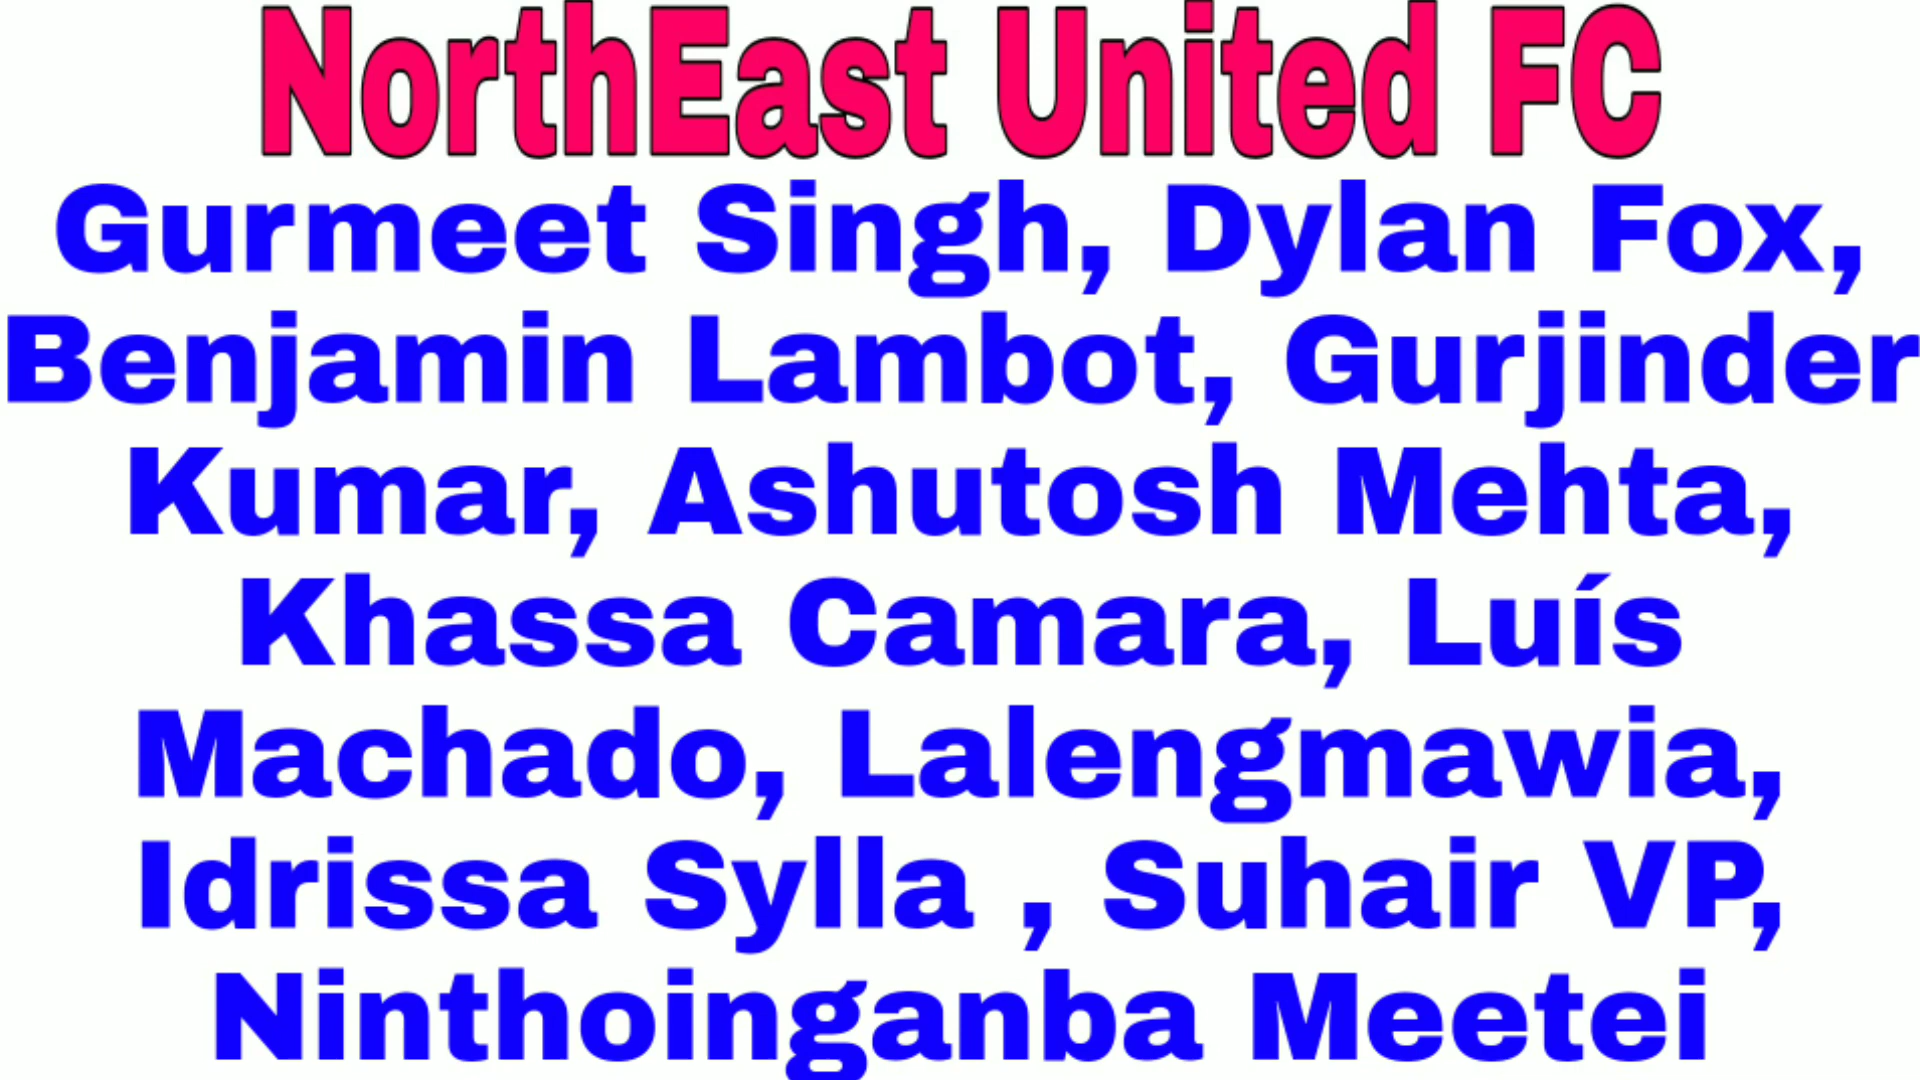 NorthEast United FC
Gurmeet Singh, Dylan Fox,
Benjamin Lambot, Gurjinder
Kumar, Ashutosh Mehta,
Khassa Camara, Luís
Machado, Lalengmawia,
Idrissa Sylla , Suhair VP,
Ninthoinganba Meetei